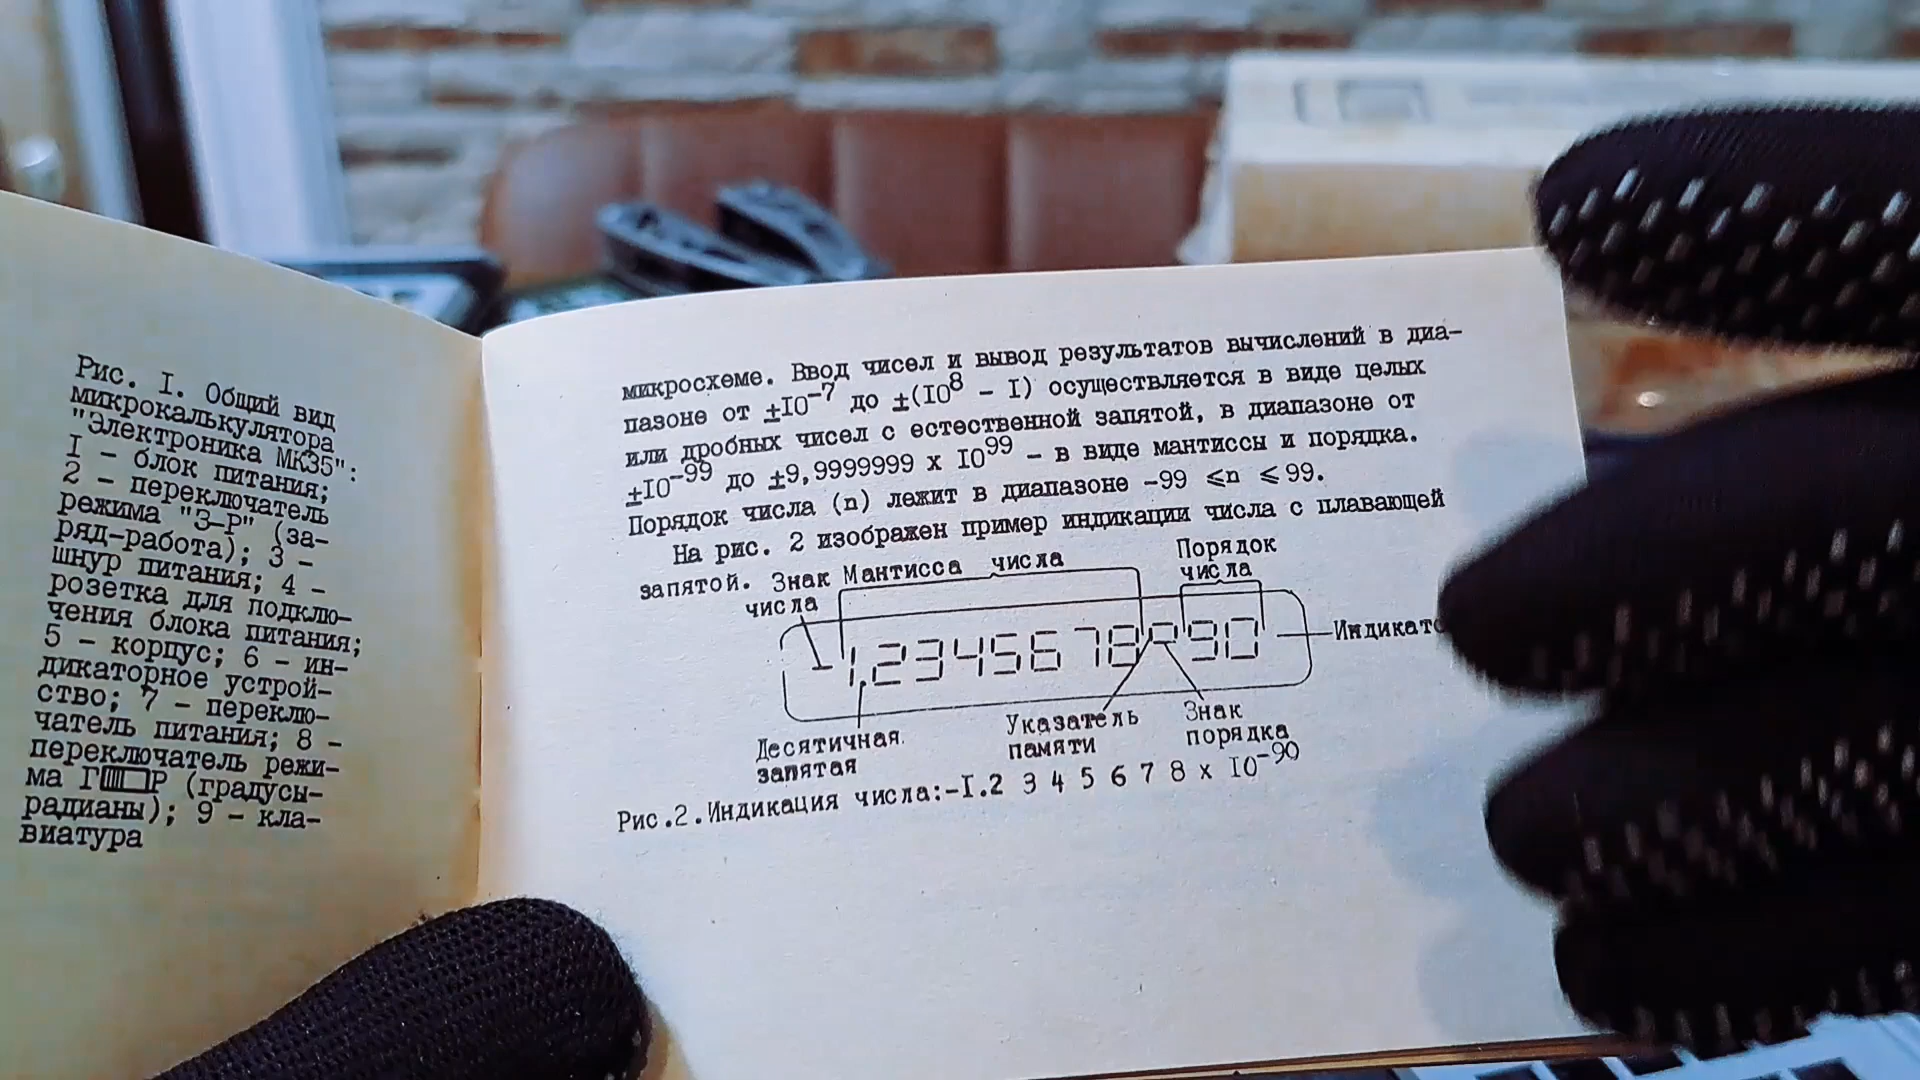 Рис. I. Общий вид
микрокалькулятора
"Электроника МК35":
I – блок питания;
2 – переключатель
режима "З-Р" (за-
ряд-работа); 3 –
шнур питания; 4 –
розетка для подклю-
чения блока питания;
5 – корпус; 6 – ин-
дикаторное устрой-
ство; 7 – переклю-
чатель питания; 8 –
переключатель режи-
ма Г Р (градусы-
радианы); 9 – кла-
виатура
микросхеме. Ввод чисел и вывод результатов вычислений в диа-
пазоне от ±I0⁻⁷ до ±(I0⁸ – I) осуществляется в виде целых
или дробных чисел с естественной запятой, в диапазоне от
±I0⁻⁹⁹ до ±9,9999999 x I0⁹⁹ – в виде мантиссы и порядка.
Порядок числа (n) лежит в диапазоне -99 ⩽n ⩽ 99.
На рис. 2 изображен пример индикации числа с плавающей
запятой.
Знак
числа
Мантисса числа
Порядок
числа
-1,2345678 90
Десятичная
запятая
Указатель
памяти
Знак
порядка
Рис.2.Индикация числа:-I.2 3 4 5 6 7 8 x I0⁻⁹⁰